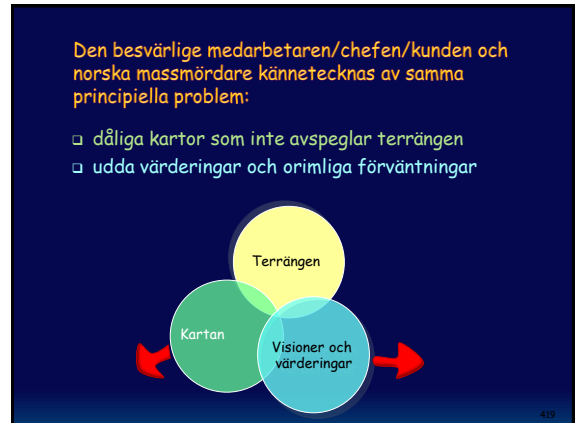 Den besvärlige medarbetaren/chefen/kunden och
norska massmördare kännetecknas av samma
principiella problem:
dåliga kartor som inte avspeglar terrängen
udda värderingar och orimliga förväntningar
Terrängen
Kartan
Visioner och
värderingar
419